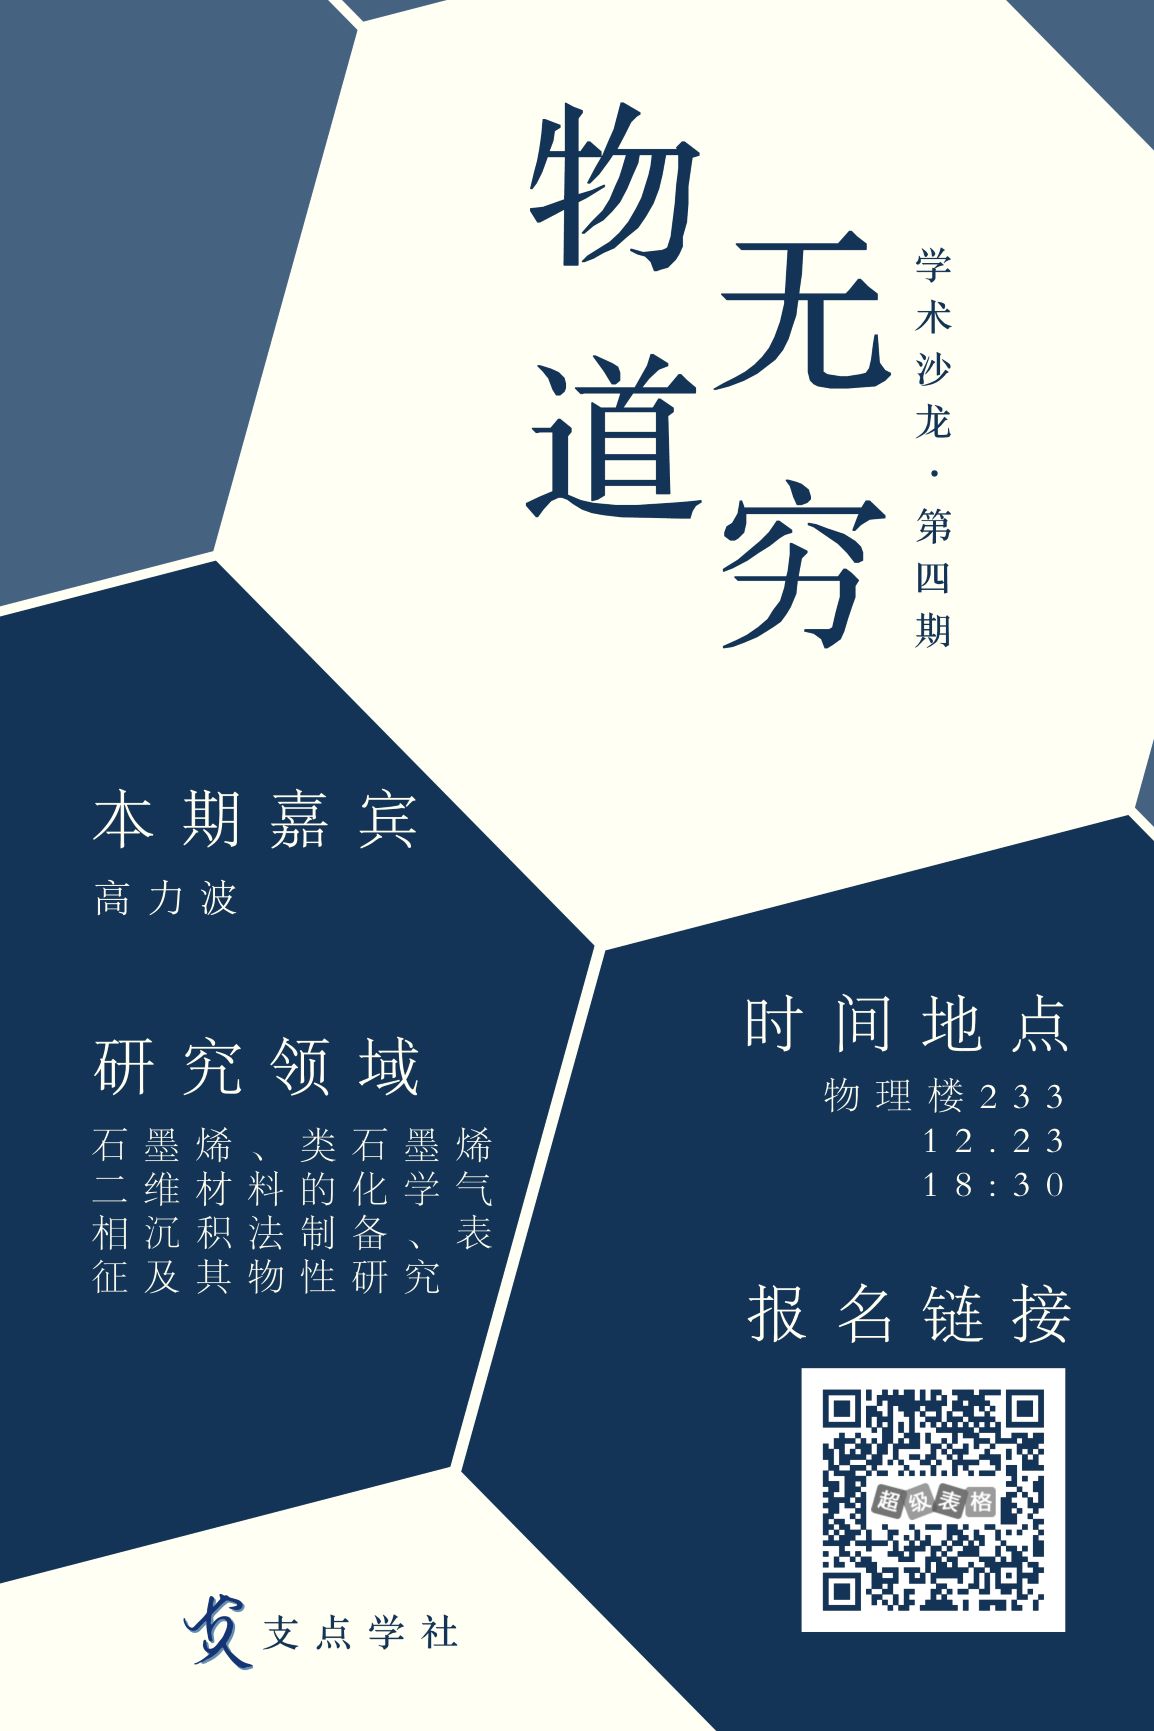 物道
无穷
学术沙龙·第四期
本期嘉宾
高力波
研究领域
石墨烯、类石墨烯
二维材料的化学气
相沉积法制备、表
征及其物性研究
时间地点
物理楼233
12.23
18:30
报名链接
超级表格
支点学社